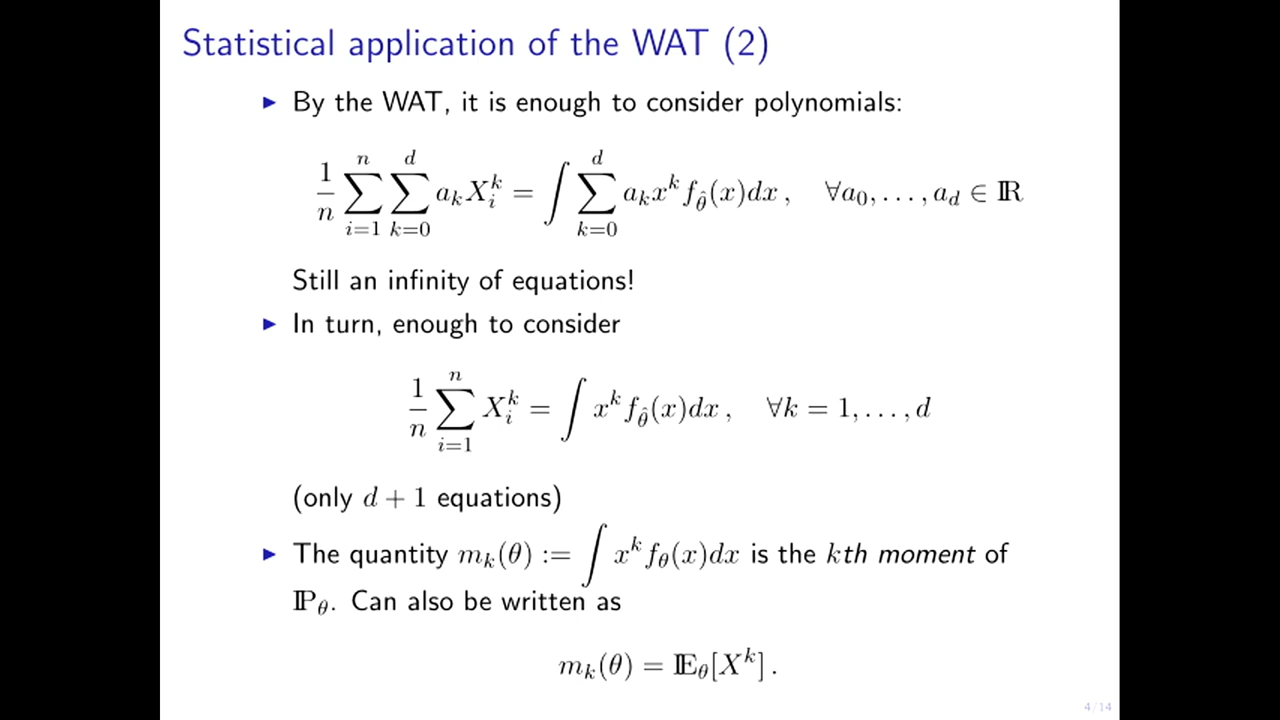 Statistical application of the WAT (2)
▶ By the WAT, it is enough to consider polynomials:
$\frac{1}{n} \sum_{i=1}^{n} \sum_{k=0}^{d} a_k X_i^k = \int \sum_{k=0}^{d} a_k x^k f_{\hat{\theta}}(x)dx\,, \quad \forall a_0, \ldots, a_d \in \mathbb{R}$
Still an infinity of equations!
▶ In turn, enough to consider
$\frac{1}{n} \sum_{i=1}^{n} X_i^k = \int x^k f_{\hat{\theta}}(x)dx\,, \quad \forall k = 1, \ldots, d$
(only $d + 1$ equations)
▶ The quantity $m_k(\theta) := \int x^k f_\theta(x)dx$ is the $k$th moment of
$\mathbb{P}_\theta$. Can also be written as
$m_k(\theta) = \mathbb{E}_\theta[X^k]\,.$
4/14